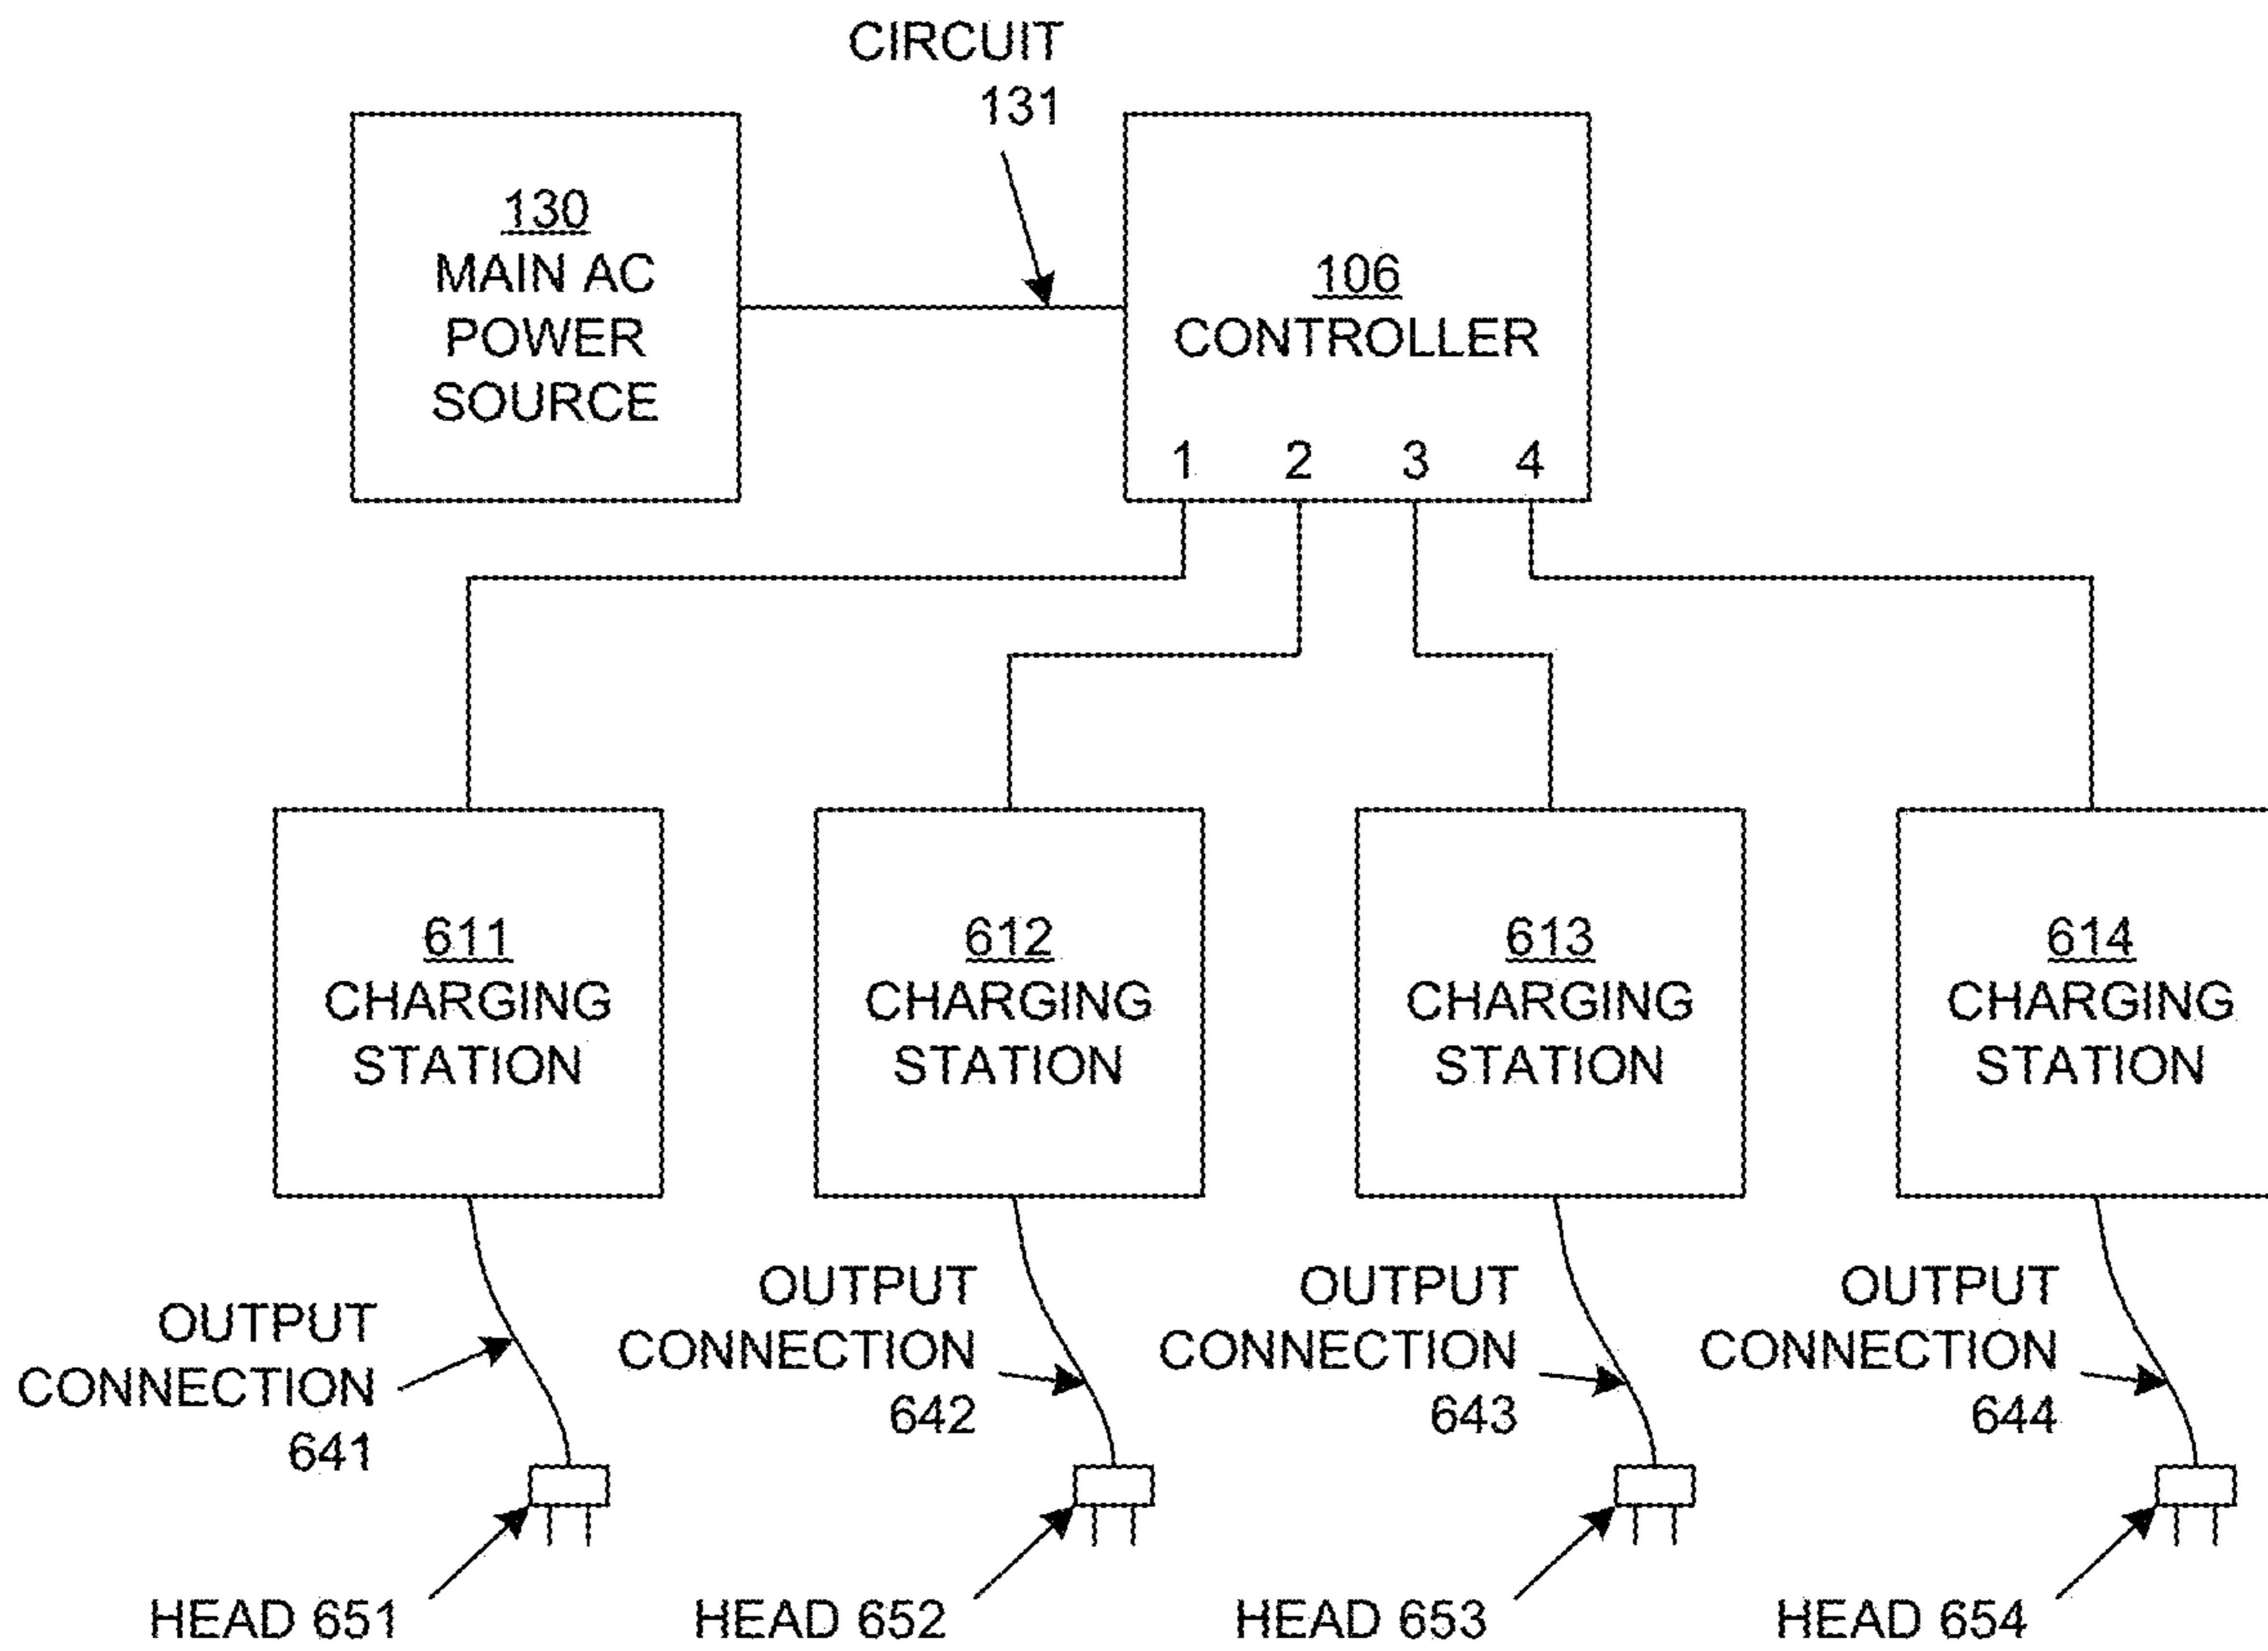 CIRCUIT
131
130
MAIN AC
POWER
SOURCE
106
CONTROLLER
1 2 3 4
611
CHARGING
STATION
612
CHARGING
STATION
613
CHARGING
STATION
614
CHARGING
STATION
OUTPUT
CONNECTION
641
OUTPUT
CONNECTION
642
OUTPUT
CONNECTION
643
OUTPUT
CONNECTION
644
HEAD 651
HEAD 652
HEAD 653
HEAD 654